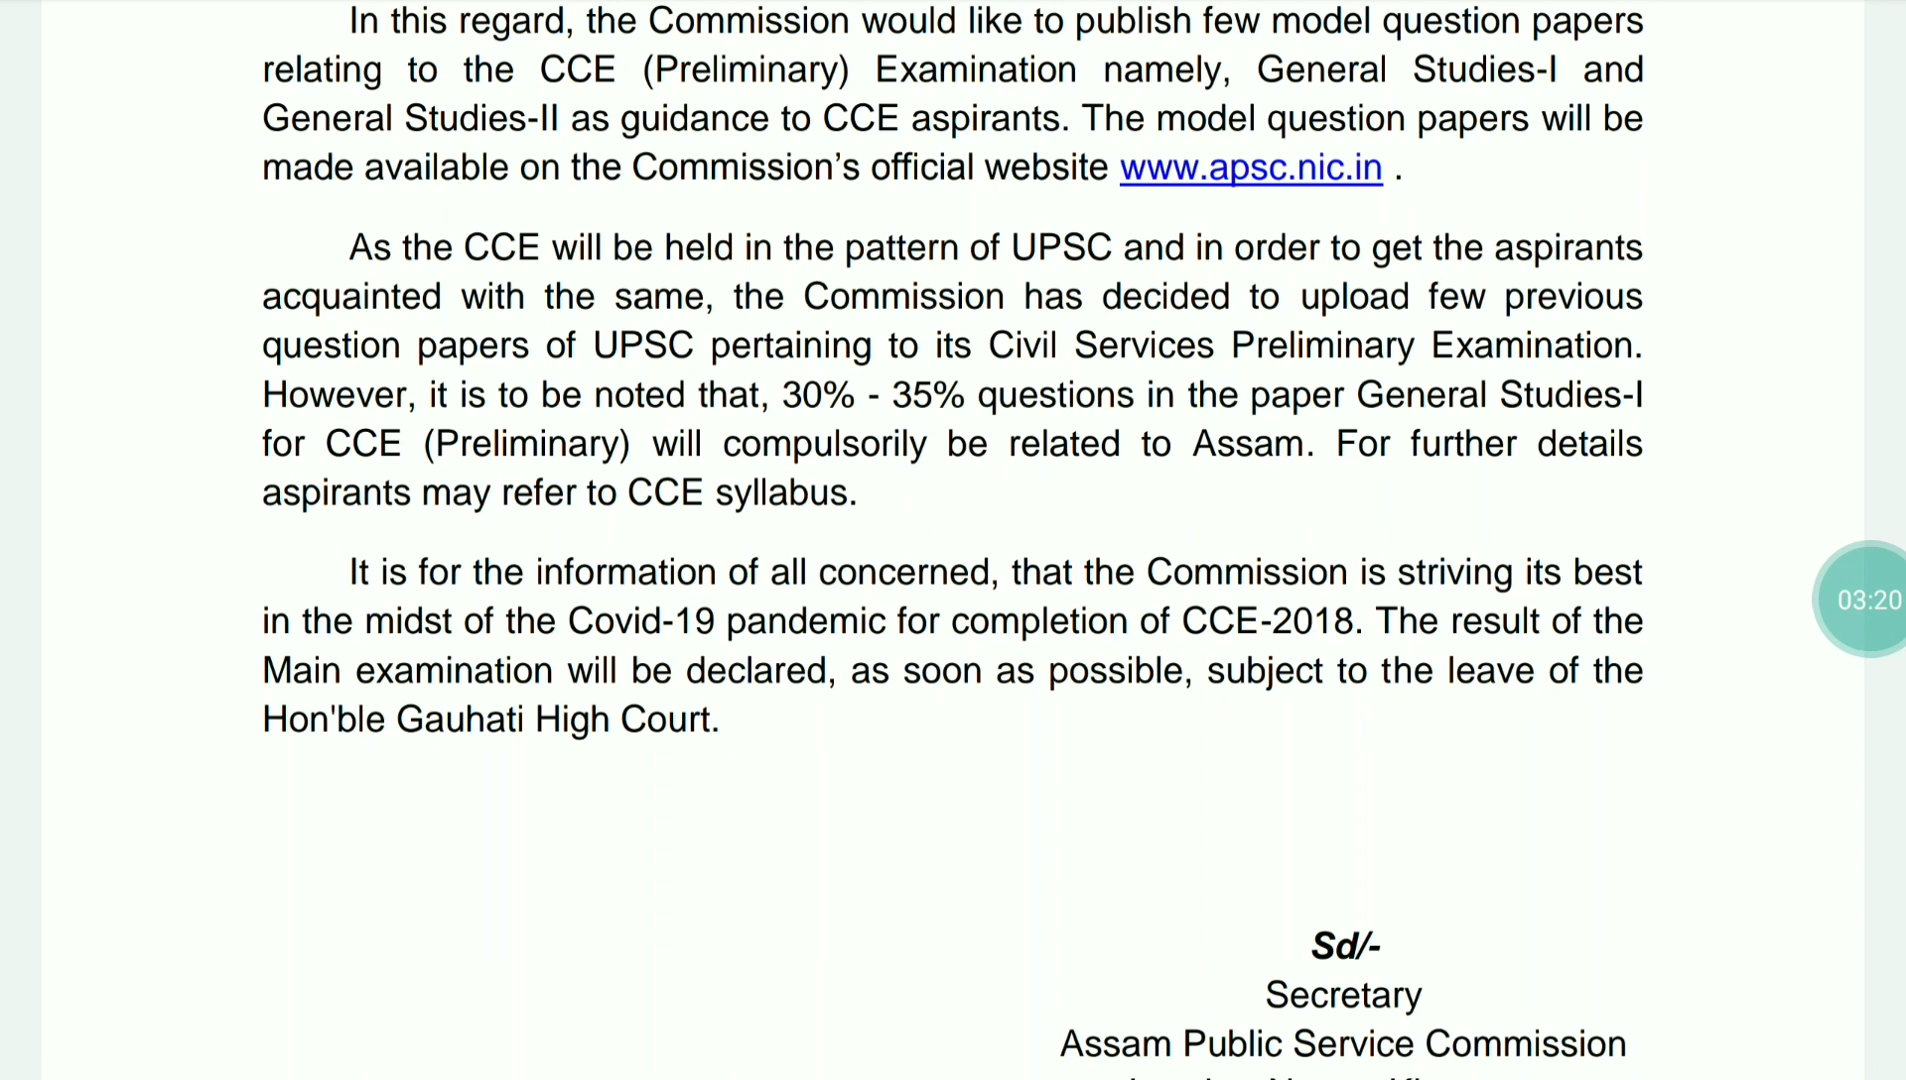 In this regard, the Commission would like to publish few model question papers
relating to the CCE (Preliminary) Examination namely, General Studies-I and
General Studies-II as guidance to CCE aspirants. The model question papers will be
made available on the Commission’s official website www.apsc.nic.in .
As the CCE will be held in the pattern of UPSC and in order to get the aspirants
acquainted with the same, the Commission has decided to upload few previous
question papers of UPSC pertaining to its Civil Services Preliminary Examination.
However, it is to be noted that, 30% - 35% questions in the paper General Studies-I
for CCE (Preliminary) will compulsorily be related to Assam. For further details
aspirants may refer to CCE syllabus.
It is for the information of all concerned, that the Commission is striving its best
in the midst of the Covid-19 pandemic for completion of CCE-2018. The result of the
Main examination will be declared, as soon as possible, subject to the leave of the
Hon'ble Gauhati High Court.
03:20
Sd/-
Secretary
Assam Public Service Commission